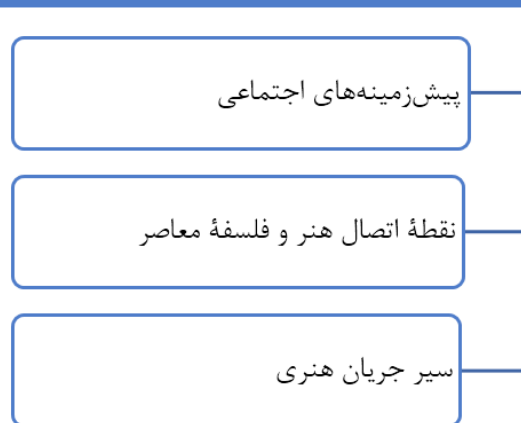 پیش‌زمینه‌های اجتماعی
نقطهٔ اتصال هنر و فلسفهٔ معاصر
سیر جریان هنری